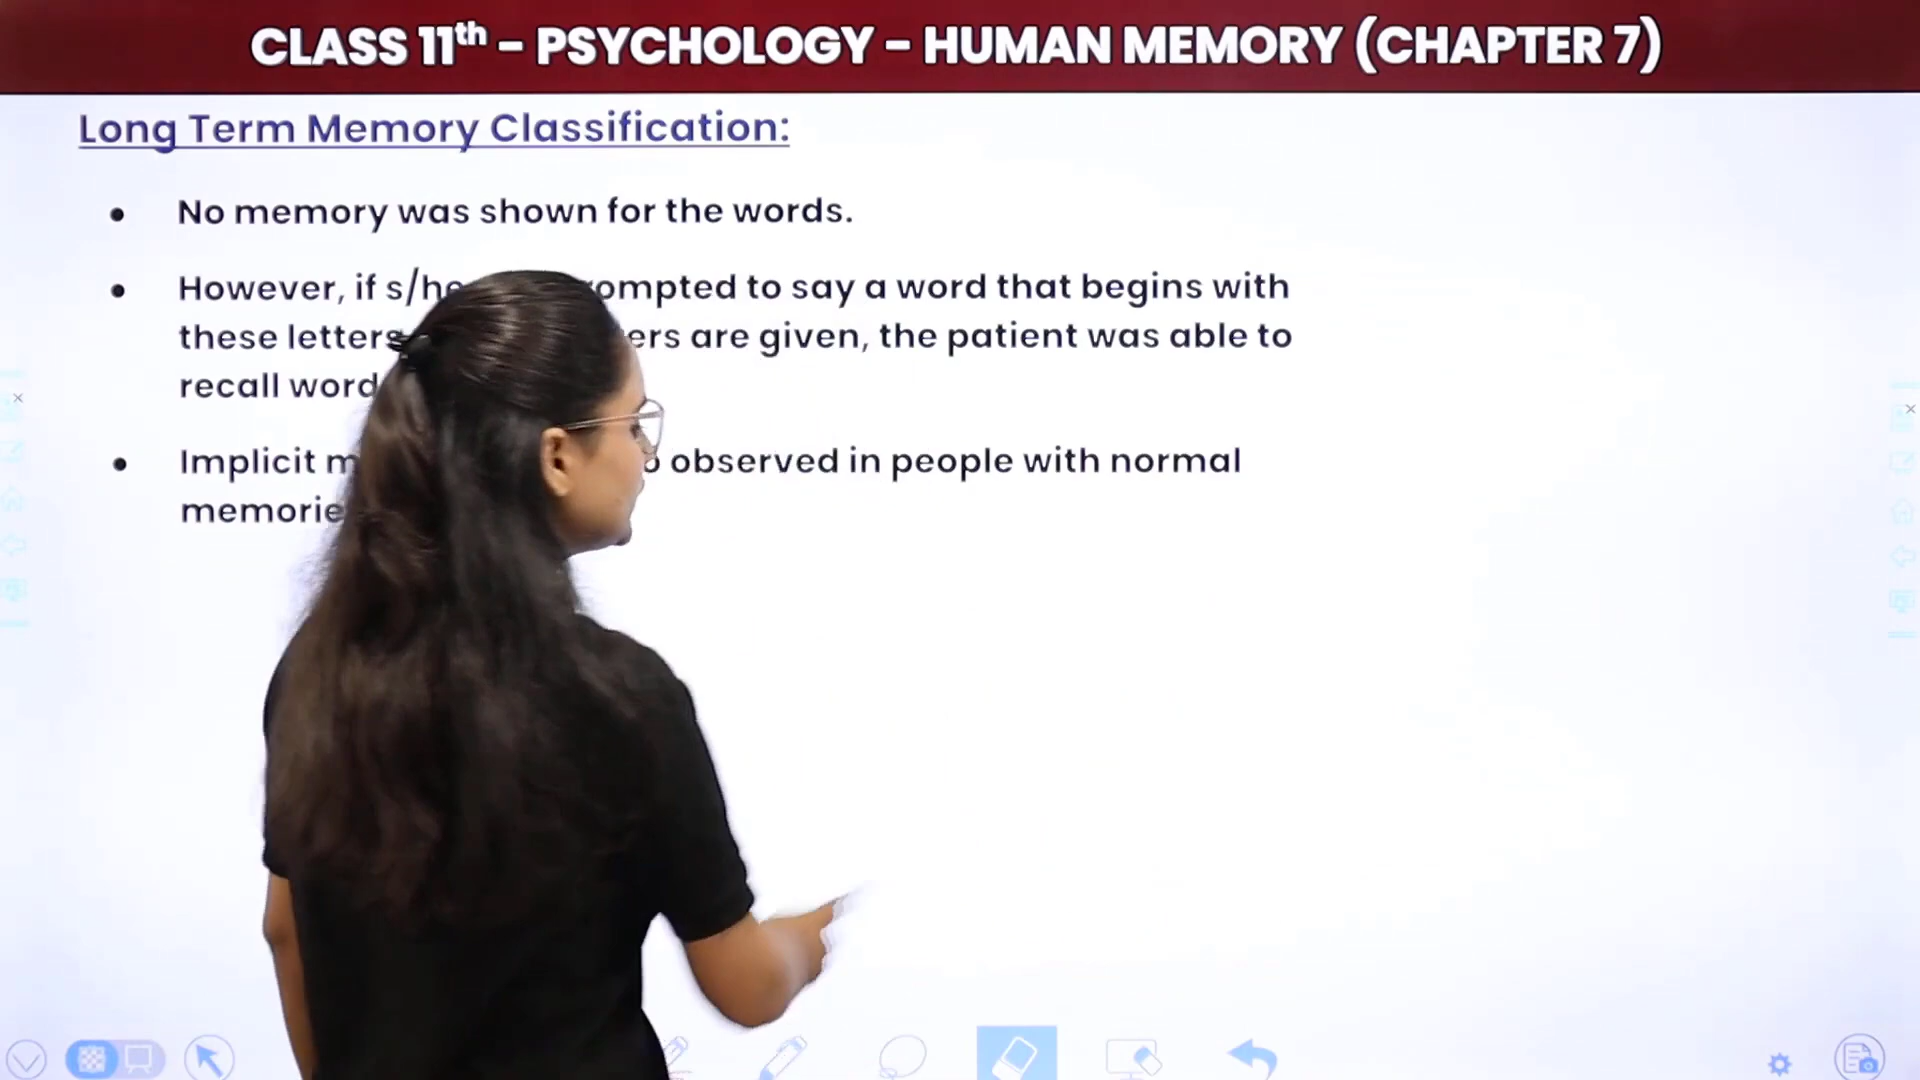 CLASS 11th - PSYCHOLOGY - HUMAN MEMORY (CHAPTER 7)
Long Term Memory Classification:
• No memory was shown for the words.
• However, if s/he ompted to say a word that begins with
these letters ers are given, the patient was able to
recall word
• Implicit m observed in people with normal
memorie